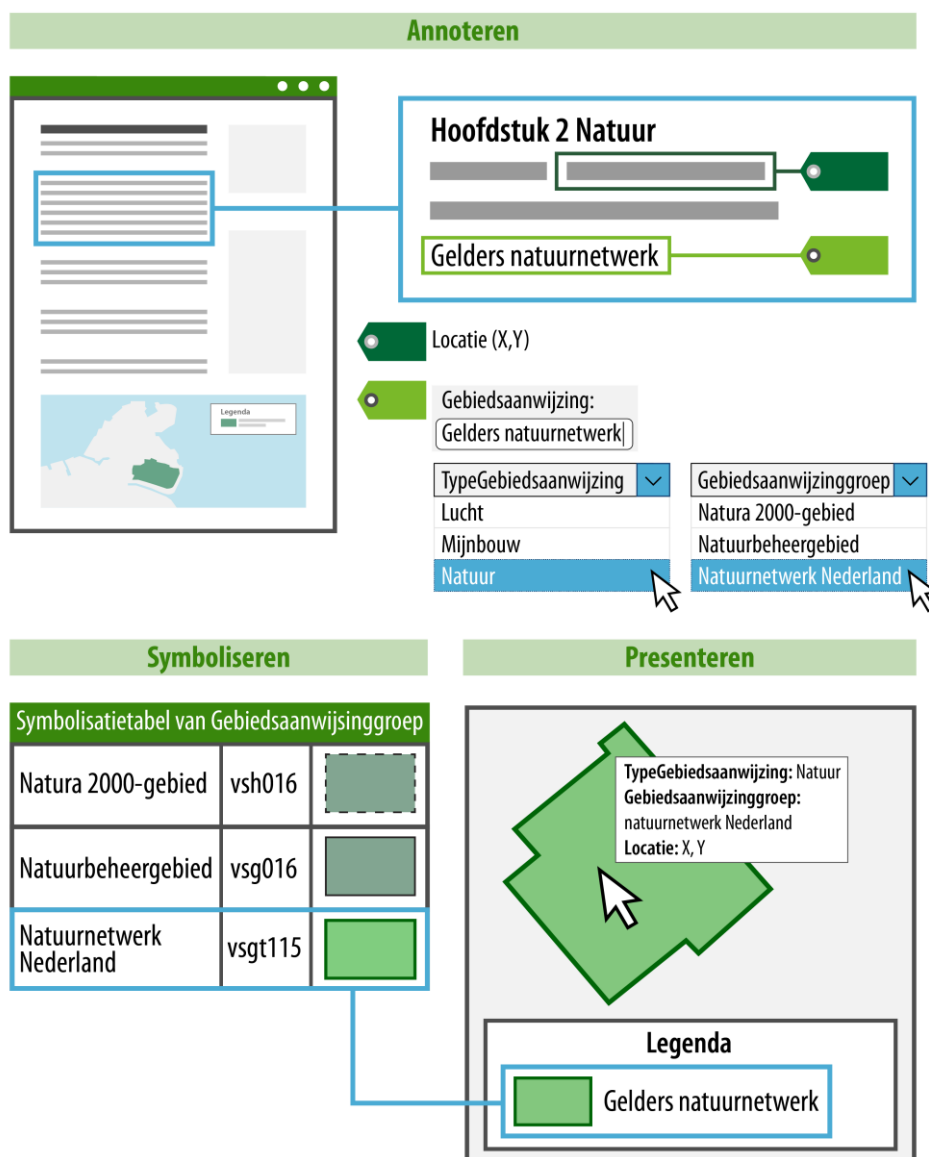 Annoteren
Hoofdstuk 2 Natuur
Gelders natuurnetwerk
Locatie (X,Y)
Legenda
Gebiedsaanwijzing:
Gelders natuurnetwerk
TypeGebiedsaanwijzing
Lucht
Mijnbouw
Natuur
Gebiedsaanwijzinggroep
Natura 2000-gebied
Natuurbeheergebied
Natuurnetwerk Nederland
Symboliseren
Symbolisatietabel van Gebiedsaanwijsinggroep
Natura 2000-gebied vsh016
Natuurbeheergebied vsg016
Natuurnetwerk
Nederland
vsgt115
Presenteren
TypeGebiedsaanwijzing: Natuur
Gebiedsaanwijzinggroep:
natuurnetwerk Nederland
Locatie: X, Y
Legenda
Gelders natuurnetwerk